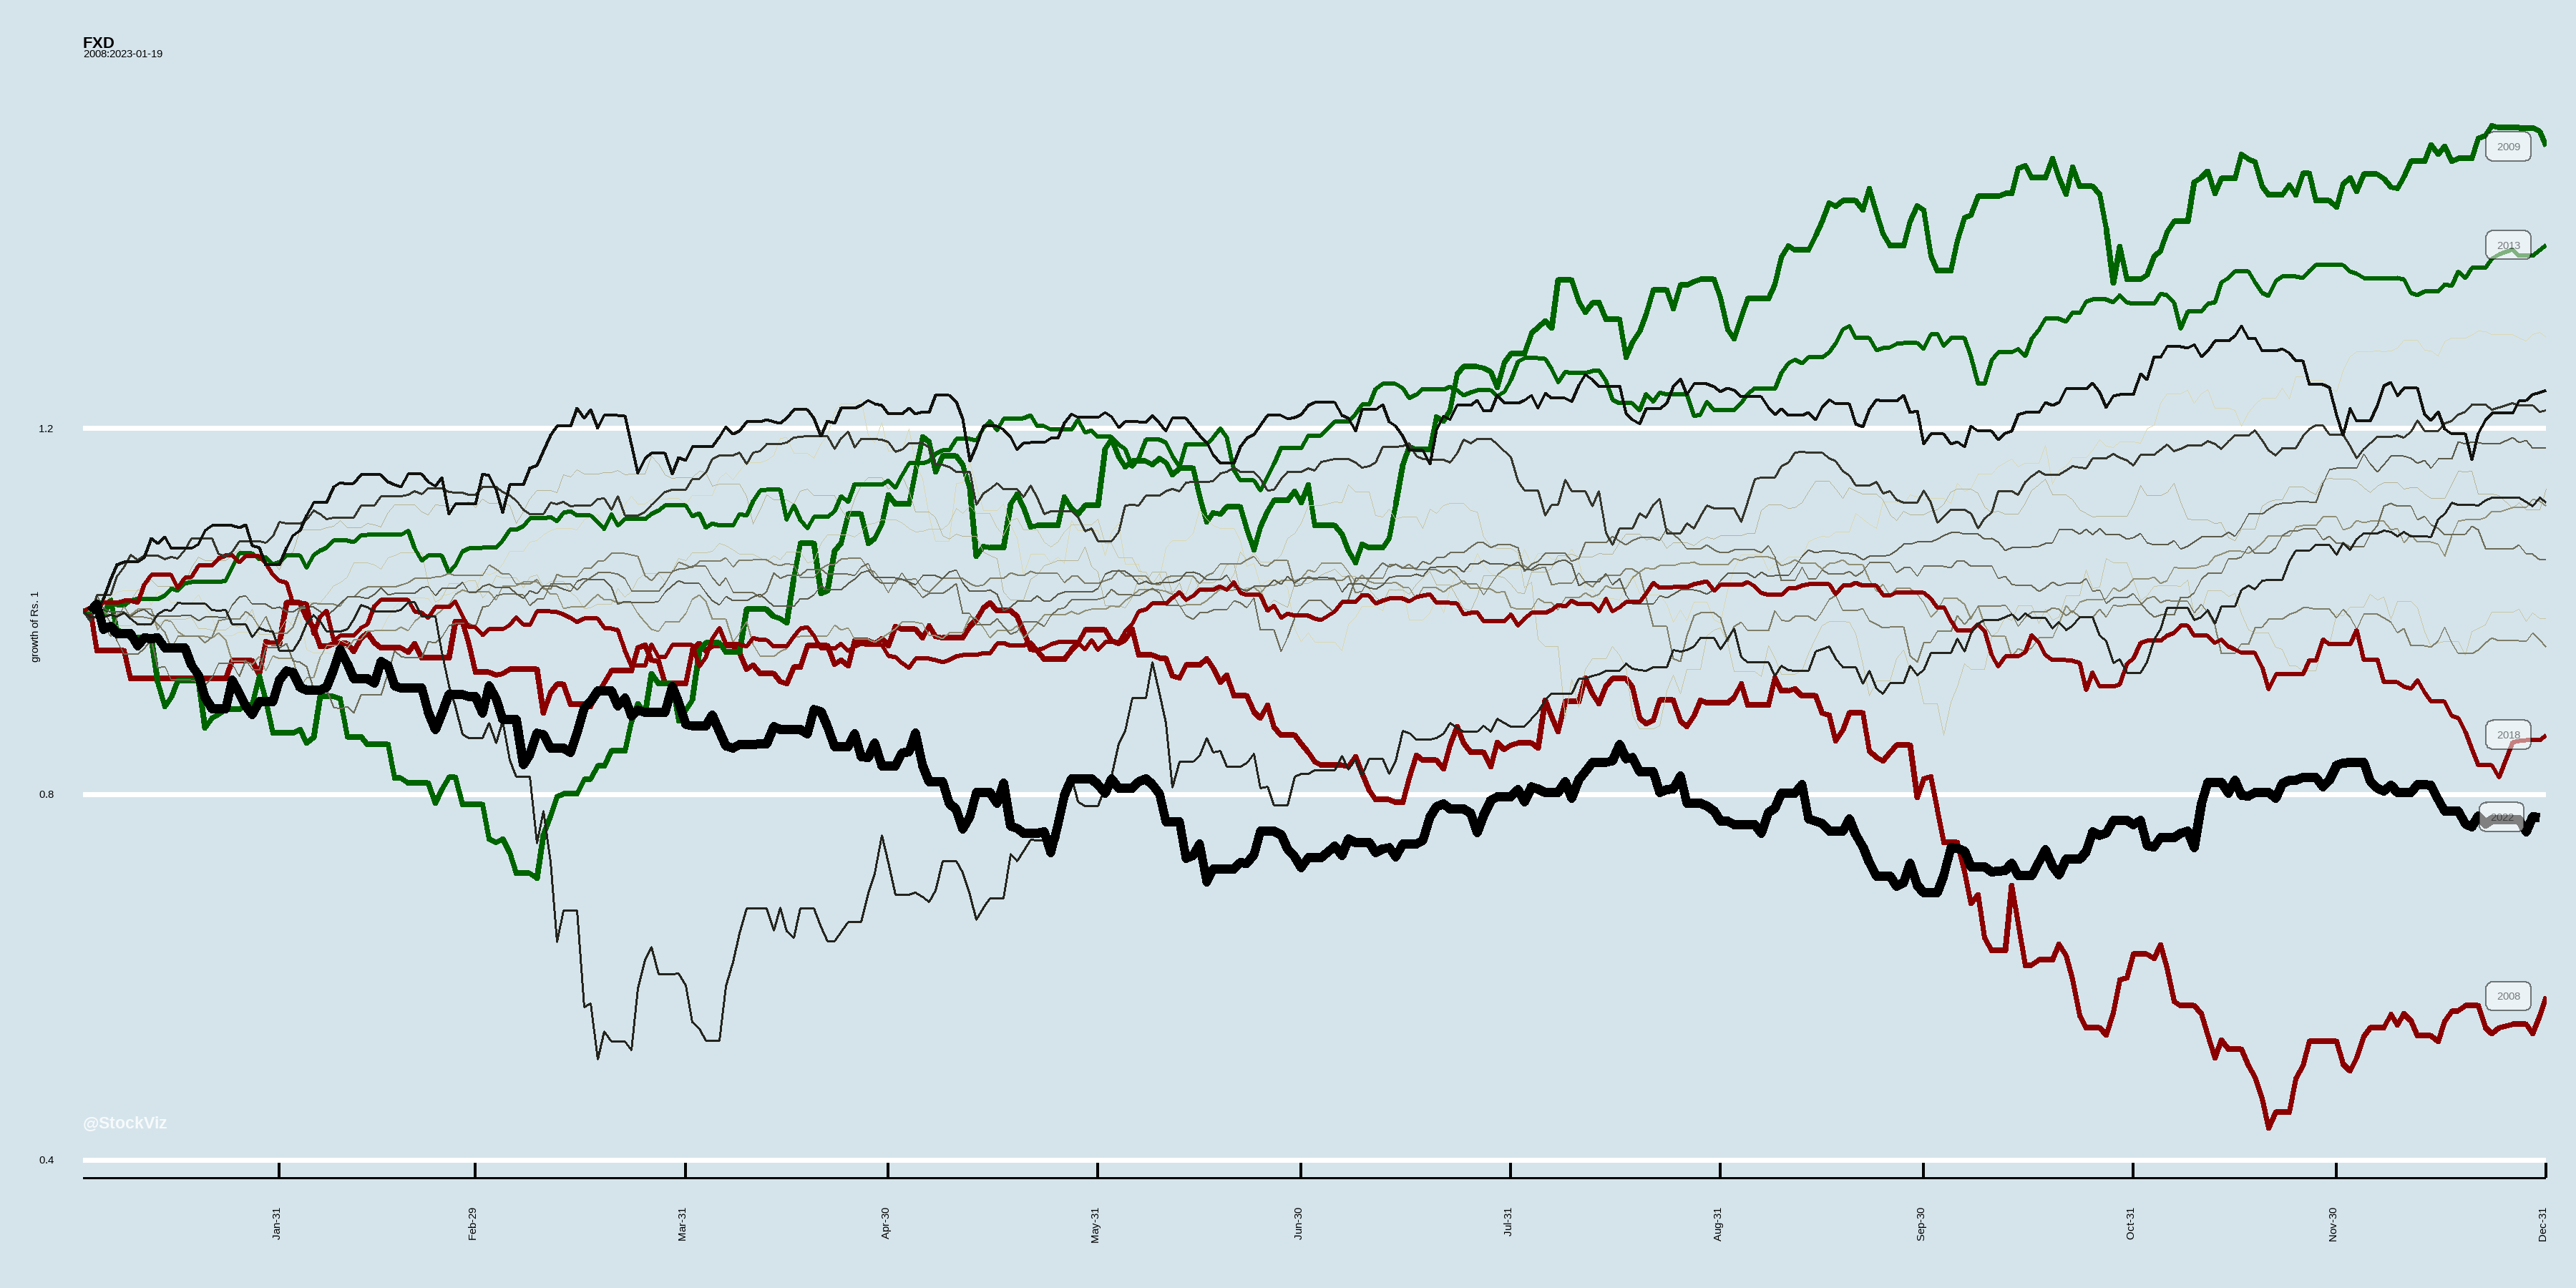 FXD
2008:2023-01-19
2009
2013
1.2
growth of Rs. 1
2018
0.8
2022
2008
@StockViz
0.4
Jan-31
Feb-29
Mar-31
Apr-30
May-31
Jun-30
Jul-31
Aug-31
Sep-30
Oct-31
Nov-30
Dec-31